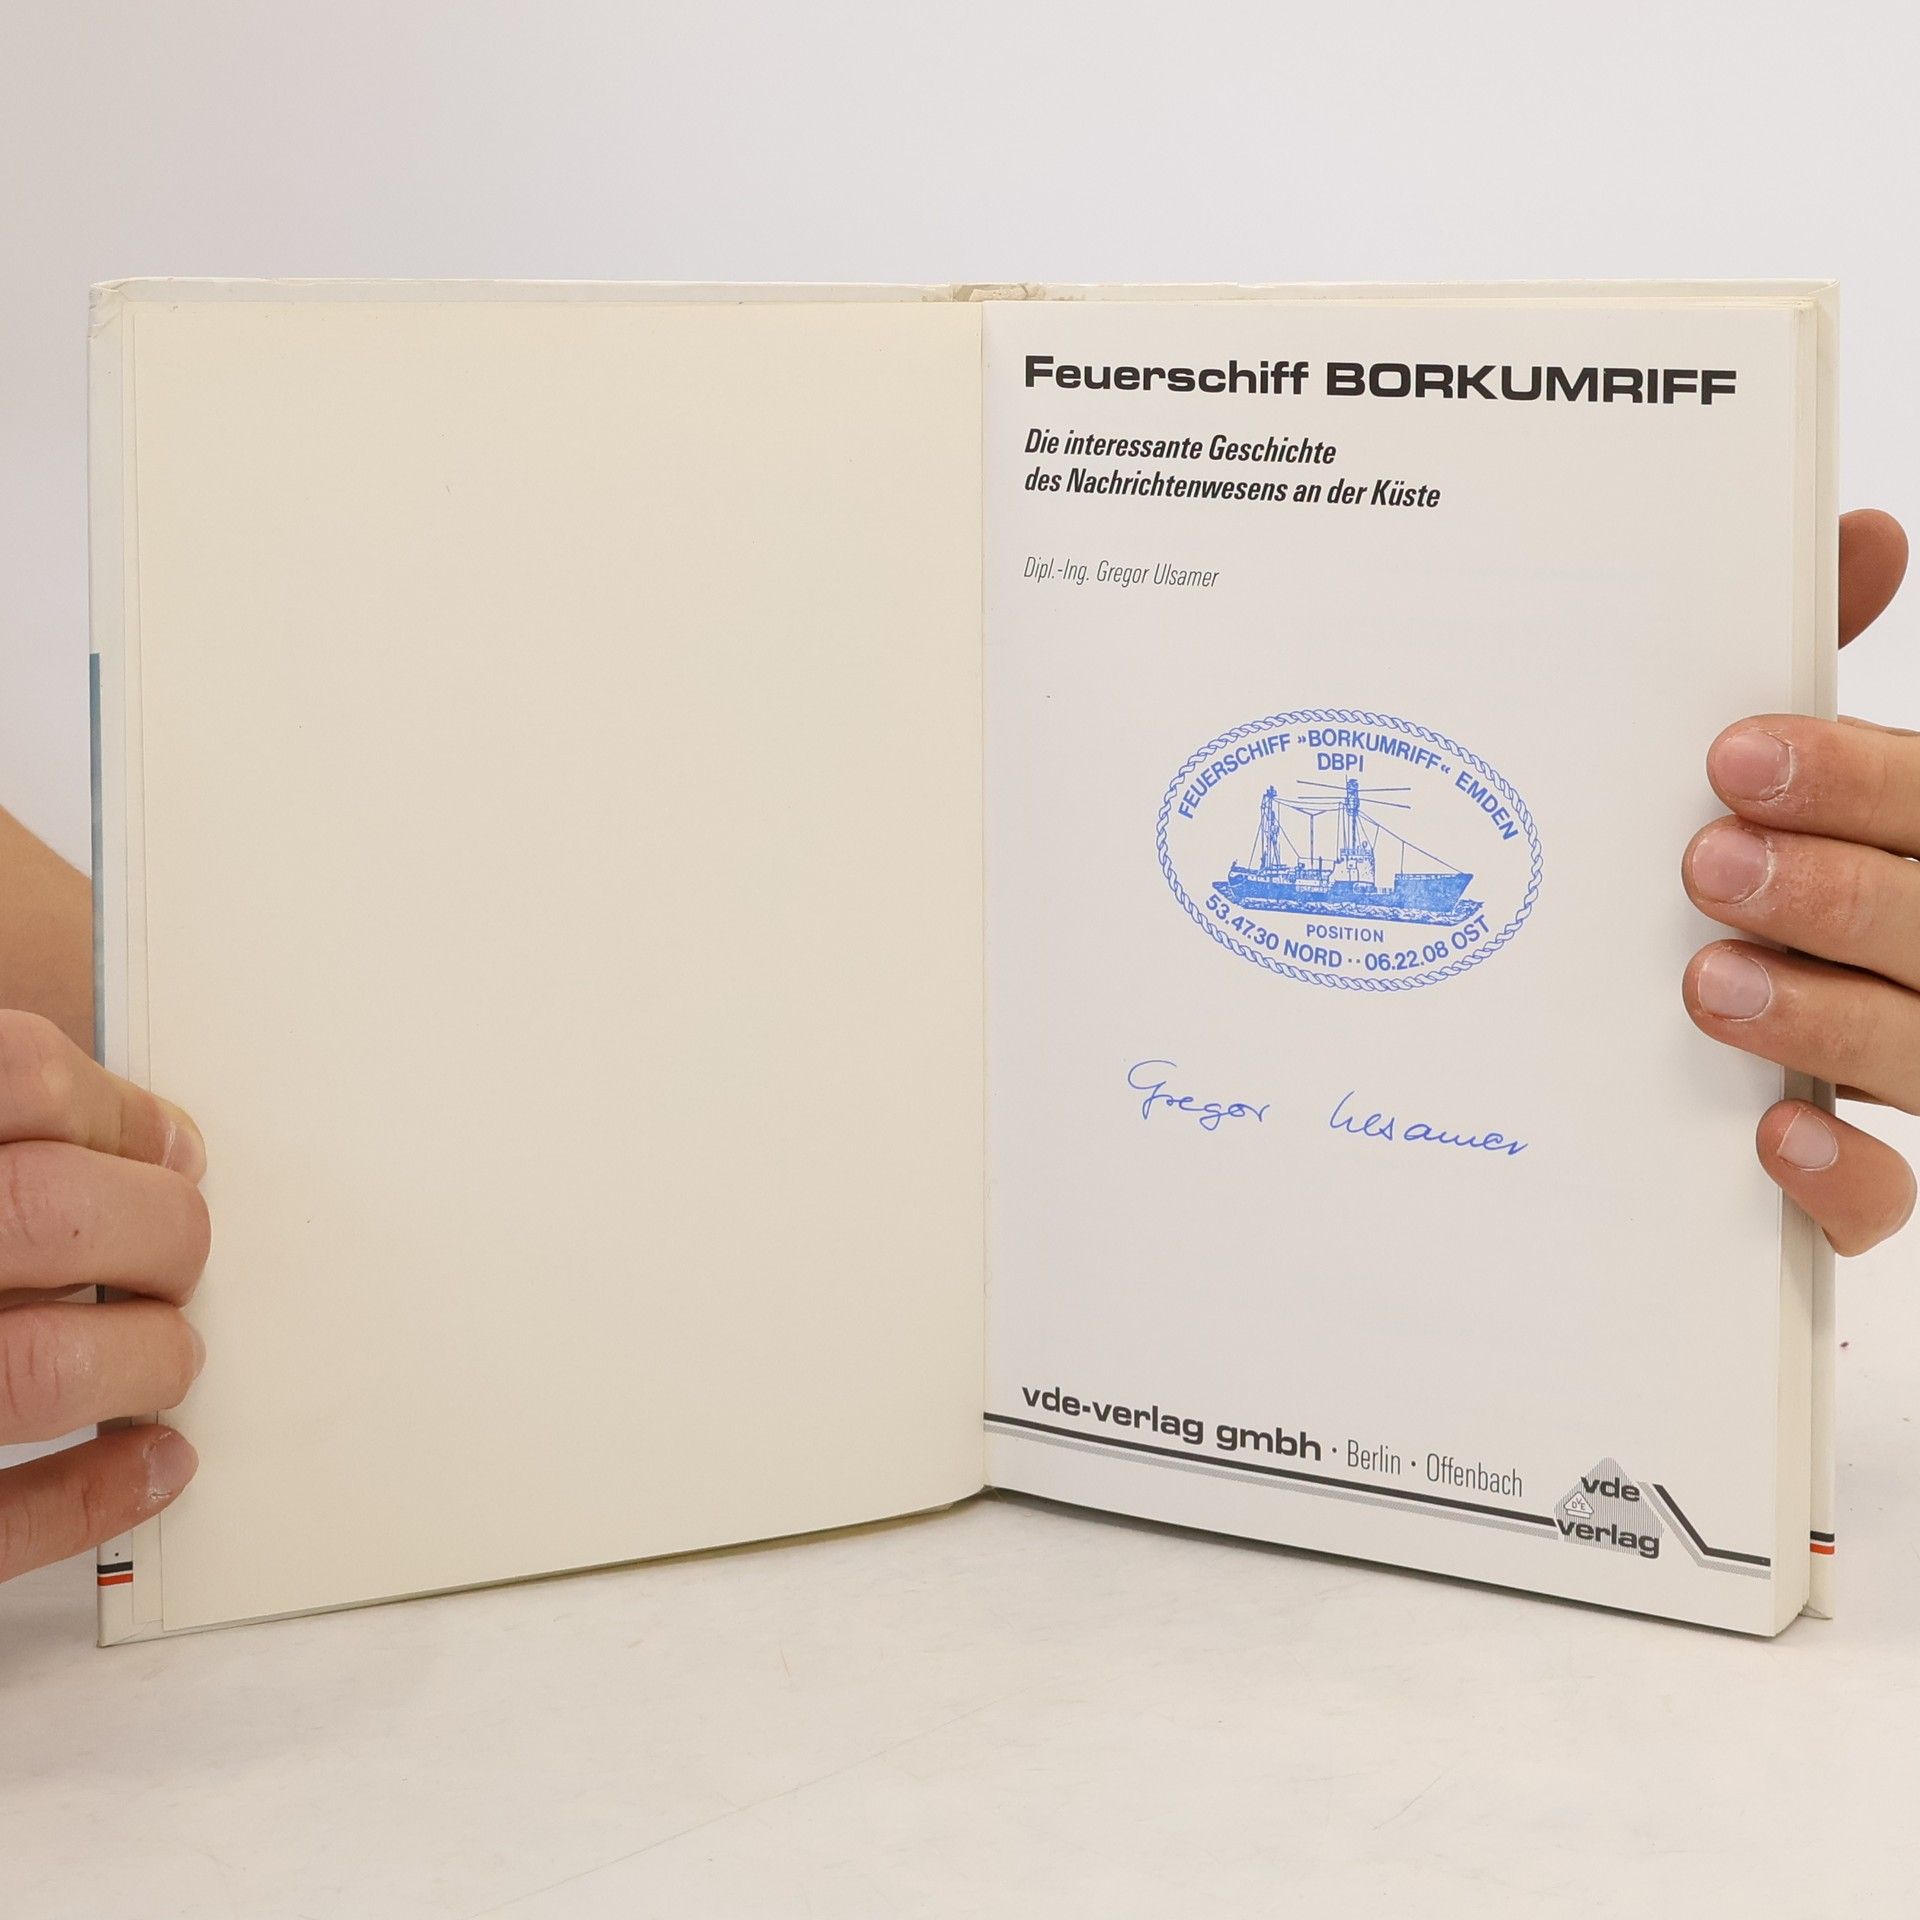 Feuerschiff BORKUMRIFF
Die interessante Geschichte
des Nachrichtenwesens an der Küste
Dipl.-Ing. Gregor Ulsamer
FEUERSCHIFF »BORKUMRIFF« EMDEN
DBPI
POSITION
53.47.30 NORD ·· 06.22.08 OST
Gregor Ulsamer
vde-verlag gmbh · Berlin · Offenbach
vde
VDE
verlag